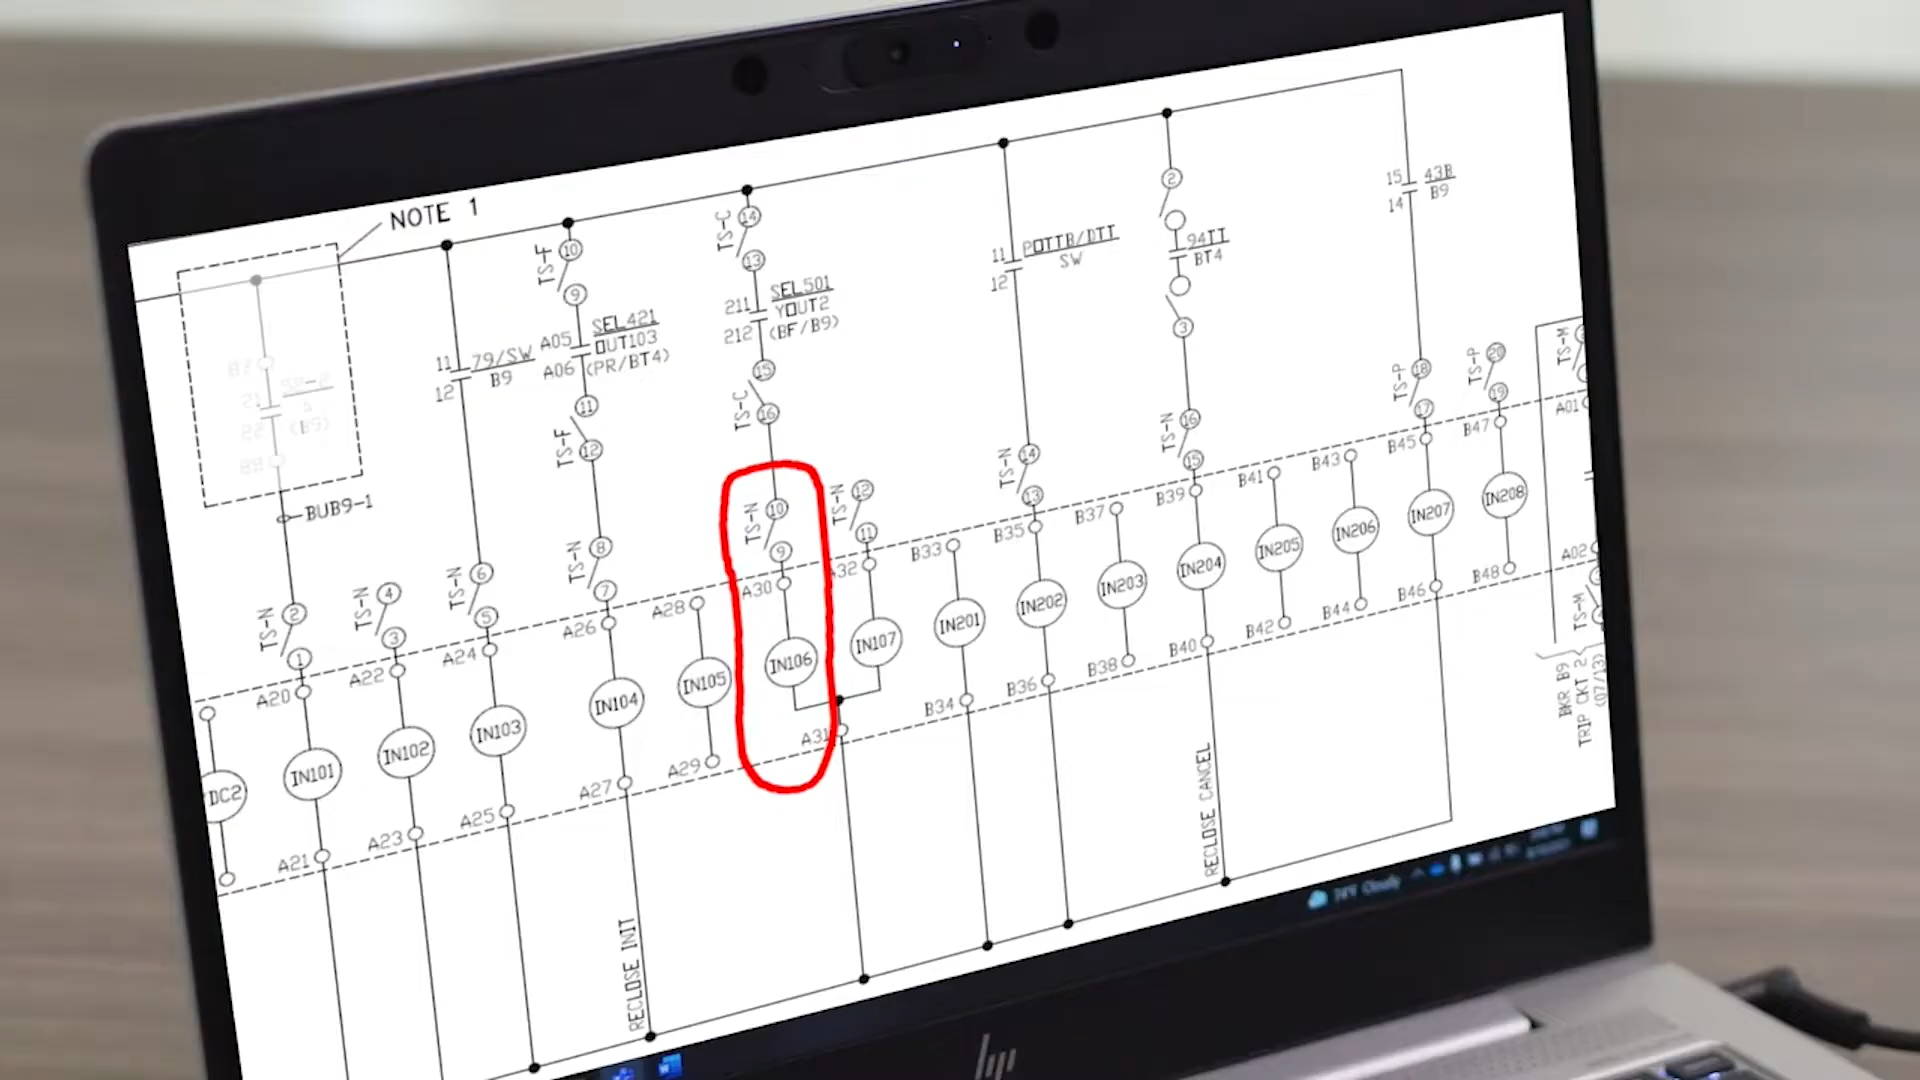 NOTE 1
BUB9-1
TS-N
2
1
A20
IN101
A21
DC2
TS-N
4
3
A22
IN102
A23
11
12
79/SW
B9
TS-N
6
5
A24
IN103
A25
TS-F
10
9
A05
A06
SEL421
OUT103
(PR/BT4)
11
TS-F
12
TS-N
8
7
A26
IN104
A27
RECLOSE INIT
A28
IN105
A29
TS-C
14
13
211
212
SEL501
YOUT2
(BF/B9)
15
TS-C
16
TS-N
10
9
A30
IN106
A31
TS-N
12
11
A32
IN107
B33
IN201
B34
11
12
POTTB/DTT
SW
TS-N
14
13
B35
IN202
B36
B37
IN203
B38
2
94TT
BT4
3
TS-N
16
15
B39
IN204
B40
RECLOSE CANCEL
B41
IN205
B42
B43
IN206
B44
15
14
43B
B9
TS-P
18
17
B45
IN207
B46
TS-P
20
19
B47
IN208
B48
TS-M
A01
A02
TS-M
BKR B9
TRIP CKT 2
(07/13)
74°F Cloudy
hp